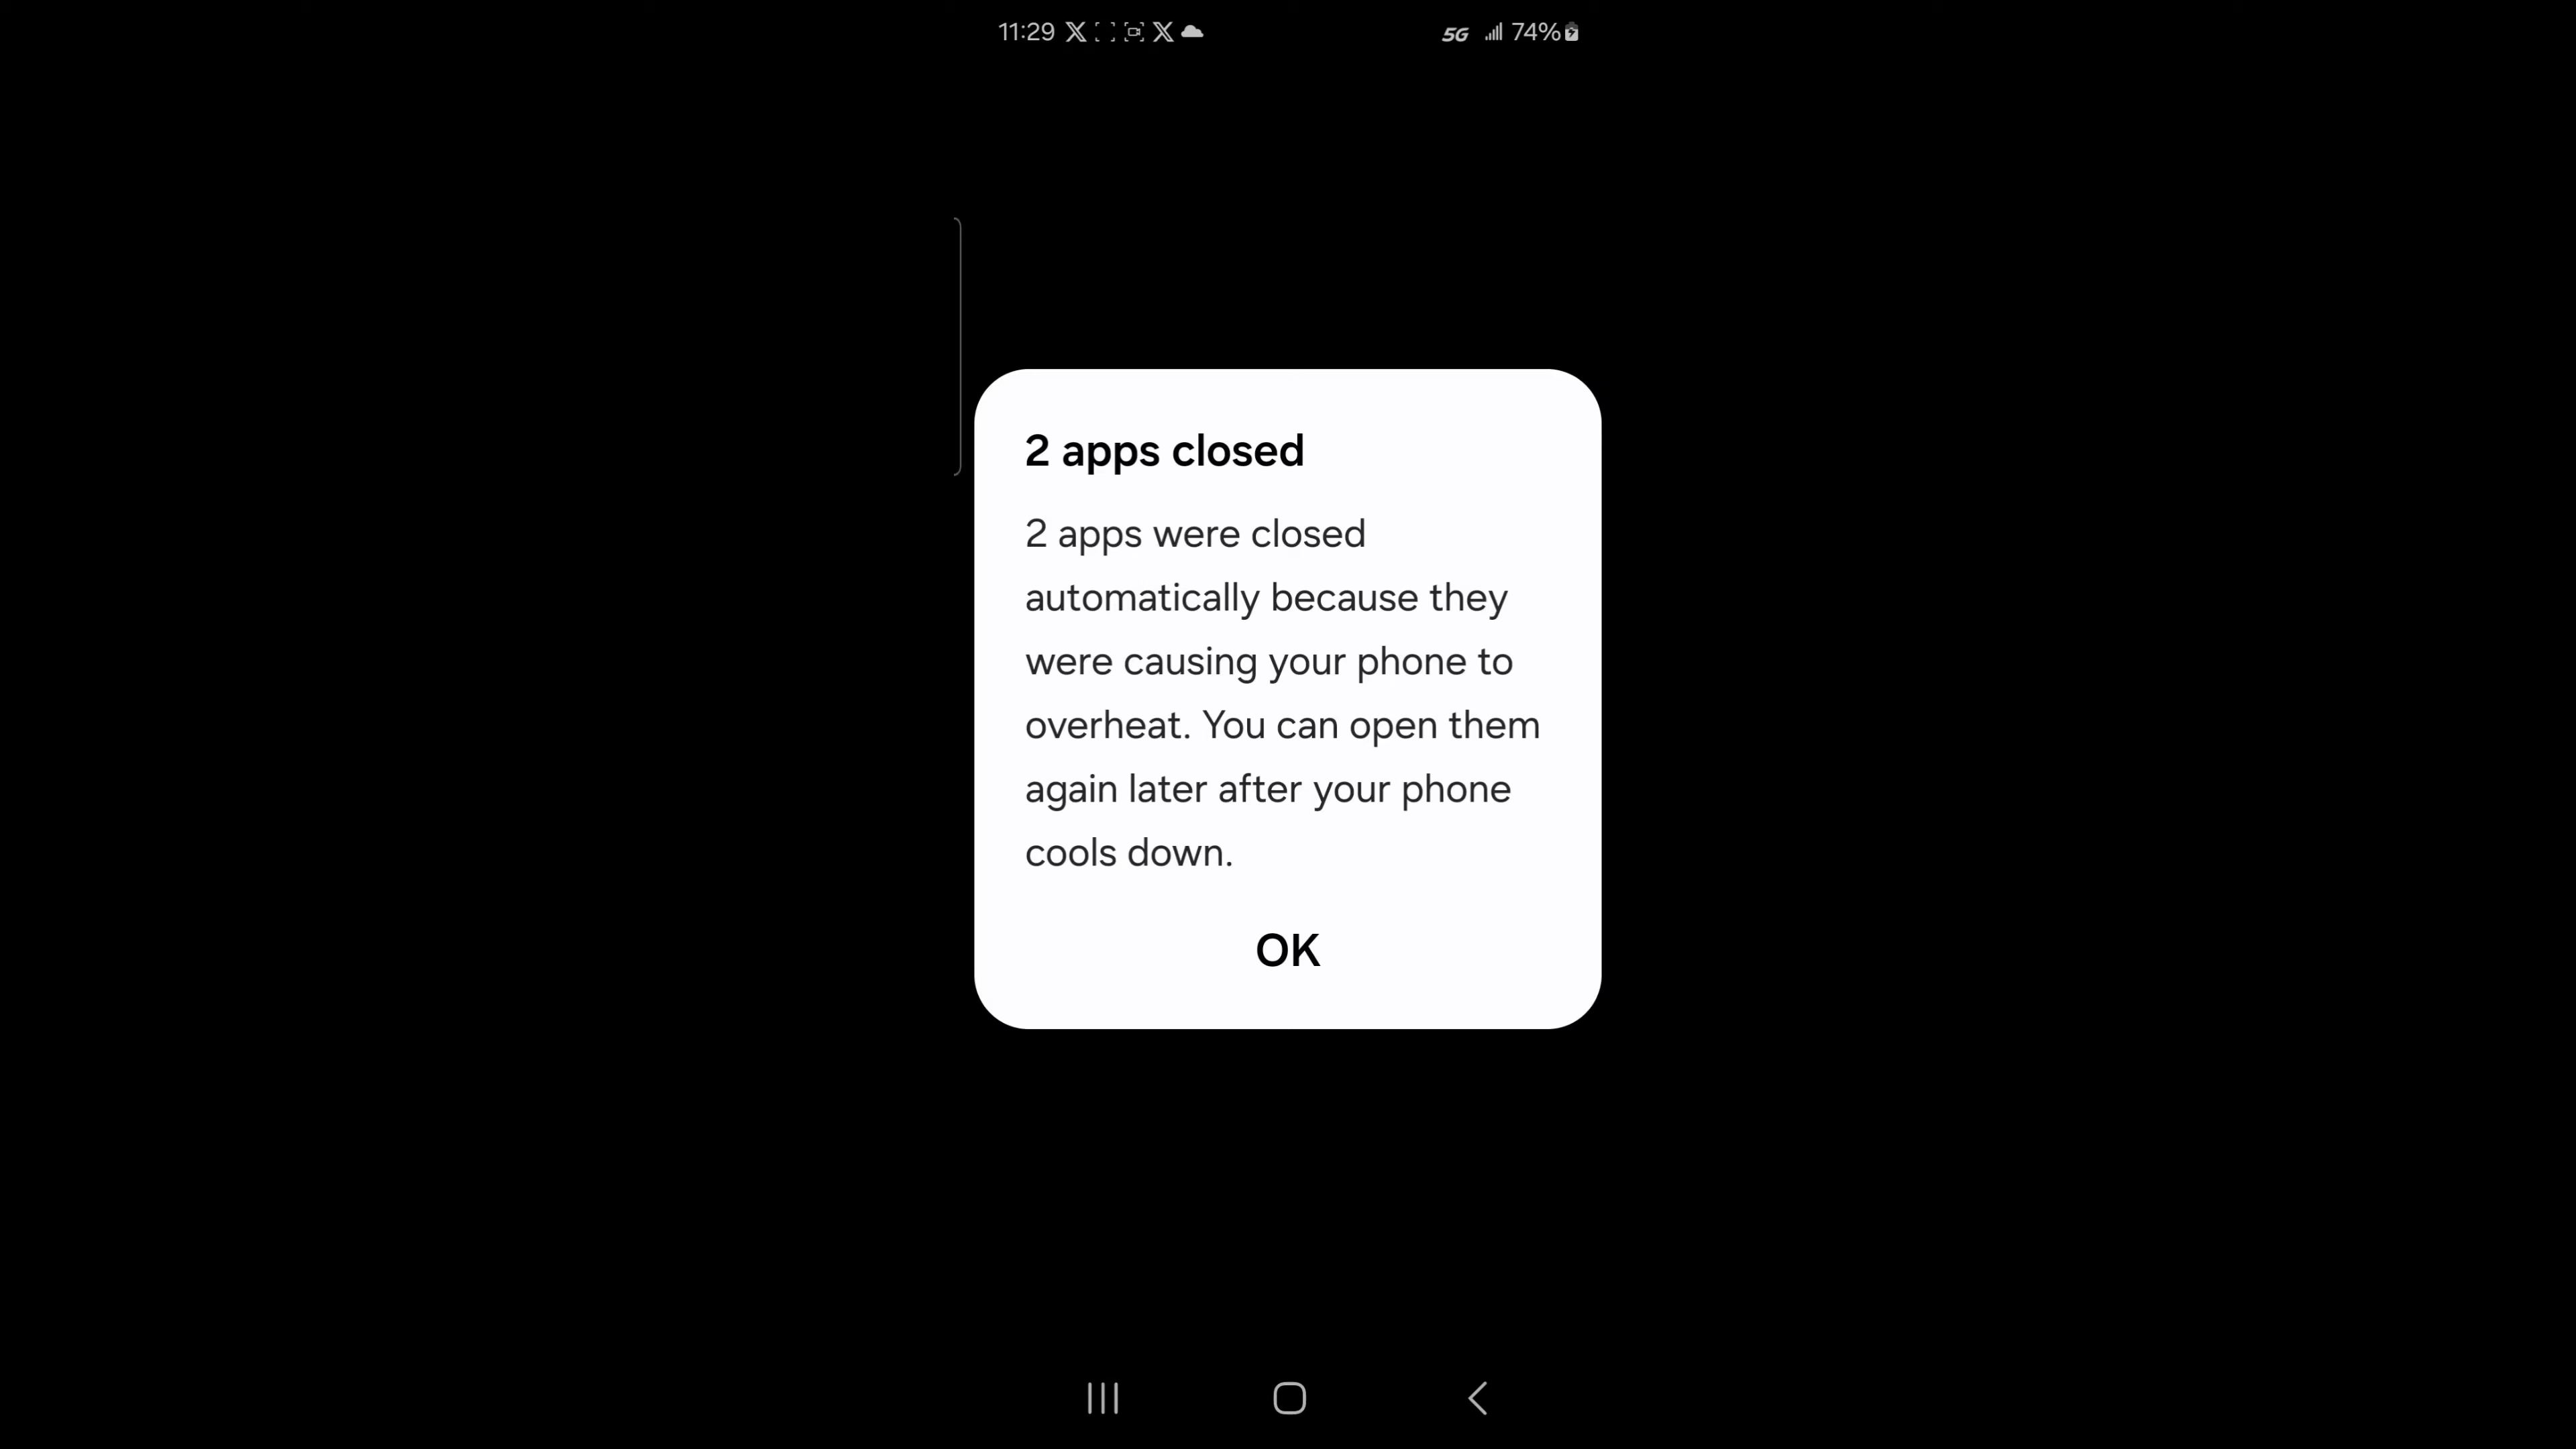 11:29
5G 74%
2 apps closed
2 apps were closed
automatically because they
were causing your phone to
overheat. You can open them
again later after your phone
cools down.
OK